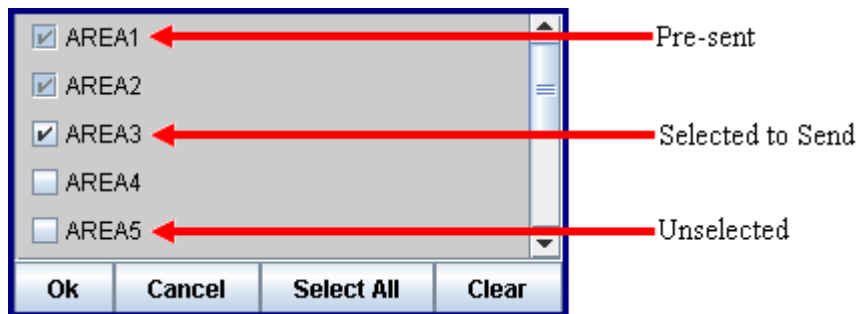 AREA1 Pre-sent
AREA2
AREA3 Selected to Send
AREA4
AREA5 Unselected
Ok Cancel Select All Clear